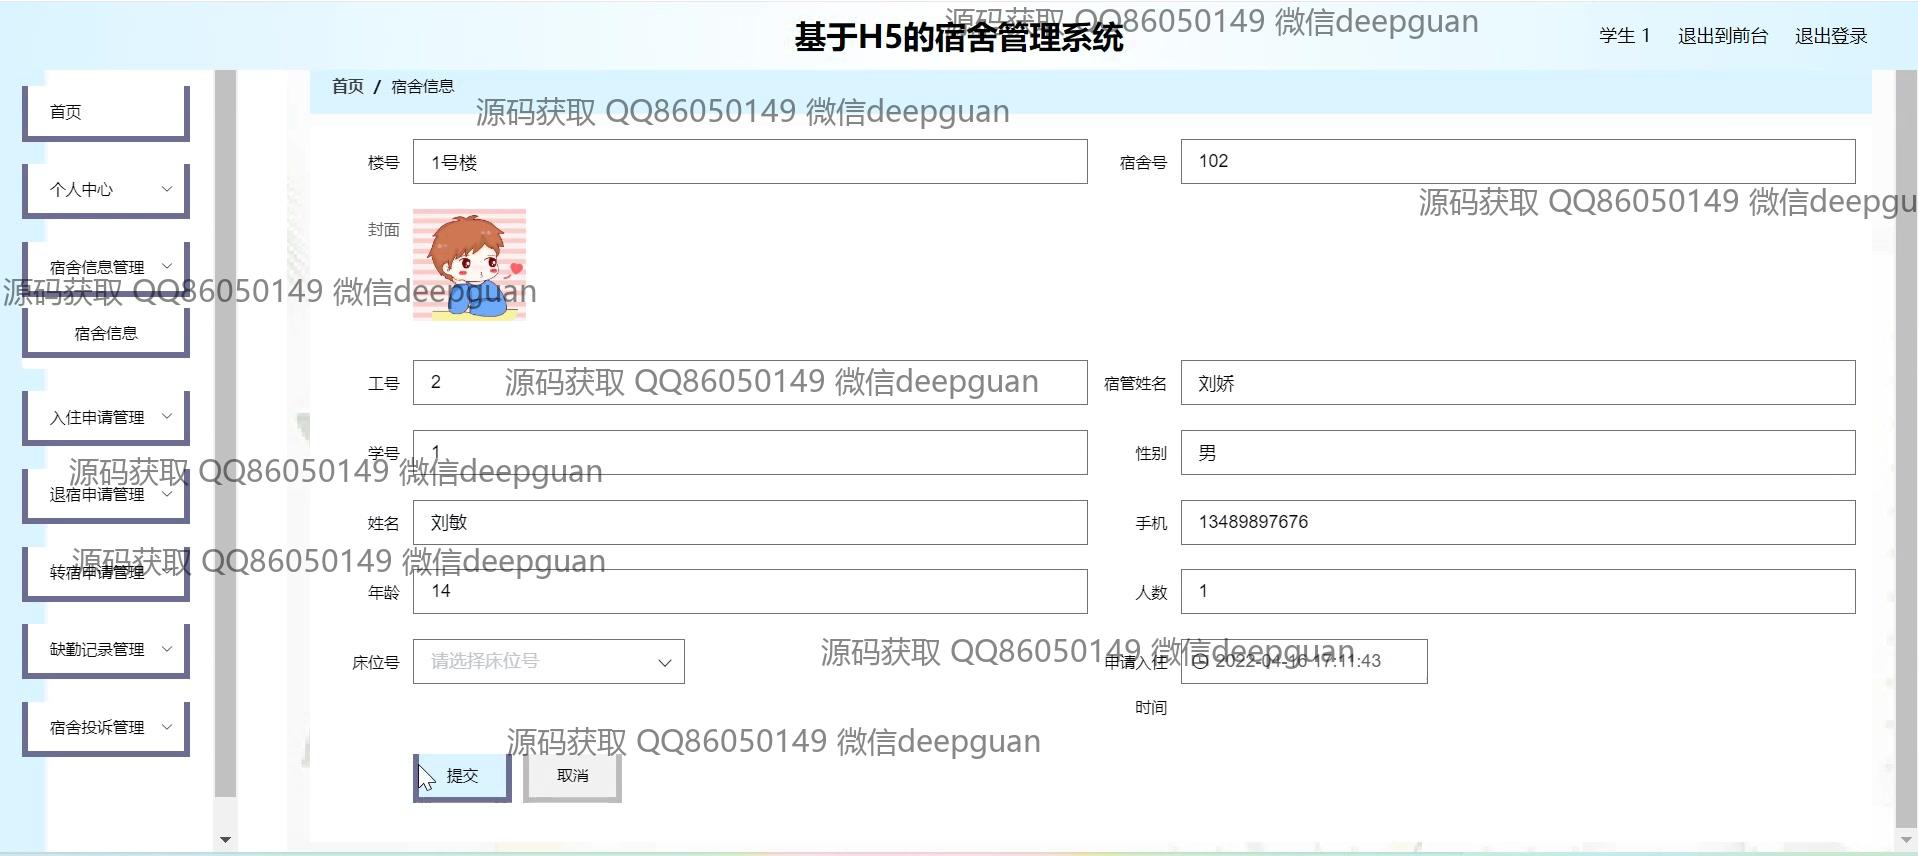 基于H5的宿舍管理系统
源码获取 QQ86050149 微信deepguan
学生 1 退出到前台 退出登录
首页 / 宿舍信息
源码获取 QQ86050149 微信deepguan
首页
个人中心
宿舍信息管理
源码获取 QQ86050149 微信deepguan
宿舍信息
入住申请管理
源码获取 QQ86050149 微信deepguan
退宿申请管理
源码获取 QQ86050149 微信deepguan
转宿申请管理
缺勤记录管理
宿舍投诉管理
楼号 1号楼 宿舍号 102
源码获取 QQ86050149 微信deepgu
封面
工号 2 宿管姓名 刘娇
源码获取 QQ86050149 微信deepguan
学号 1 性别 男
姓名 刘敏 手机 13489897676
年龄 14 人数 1
床位号 请选择床位号 申请入住 2022-04-16 17:11:43
源码获取 QQ86050149 微信deepguan
时间
源码获取 QQ86050149 微信deepguan
提交 取消